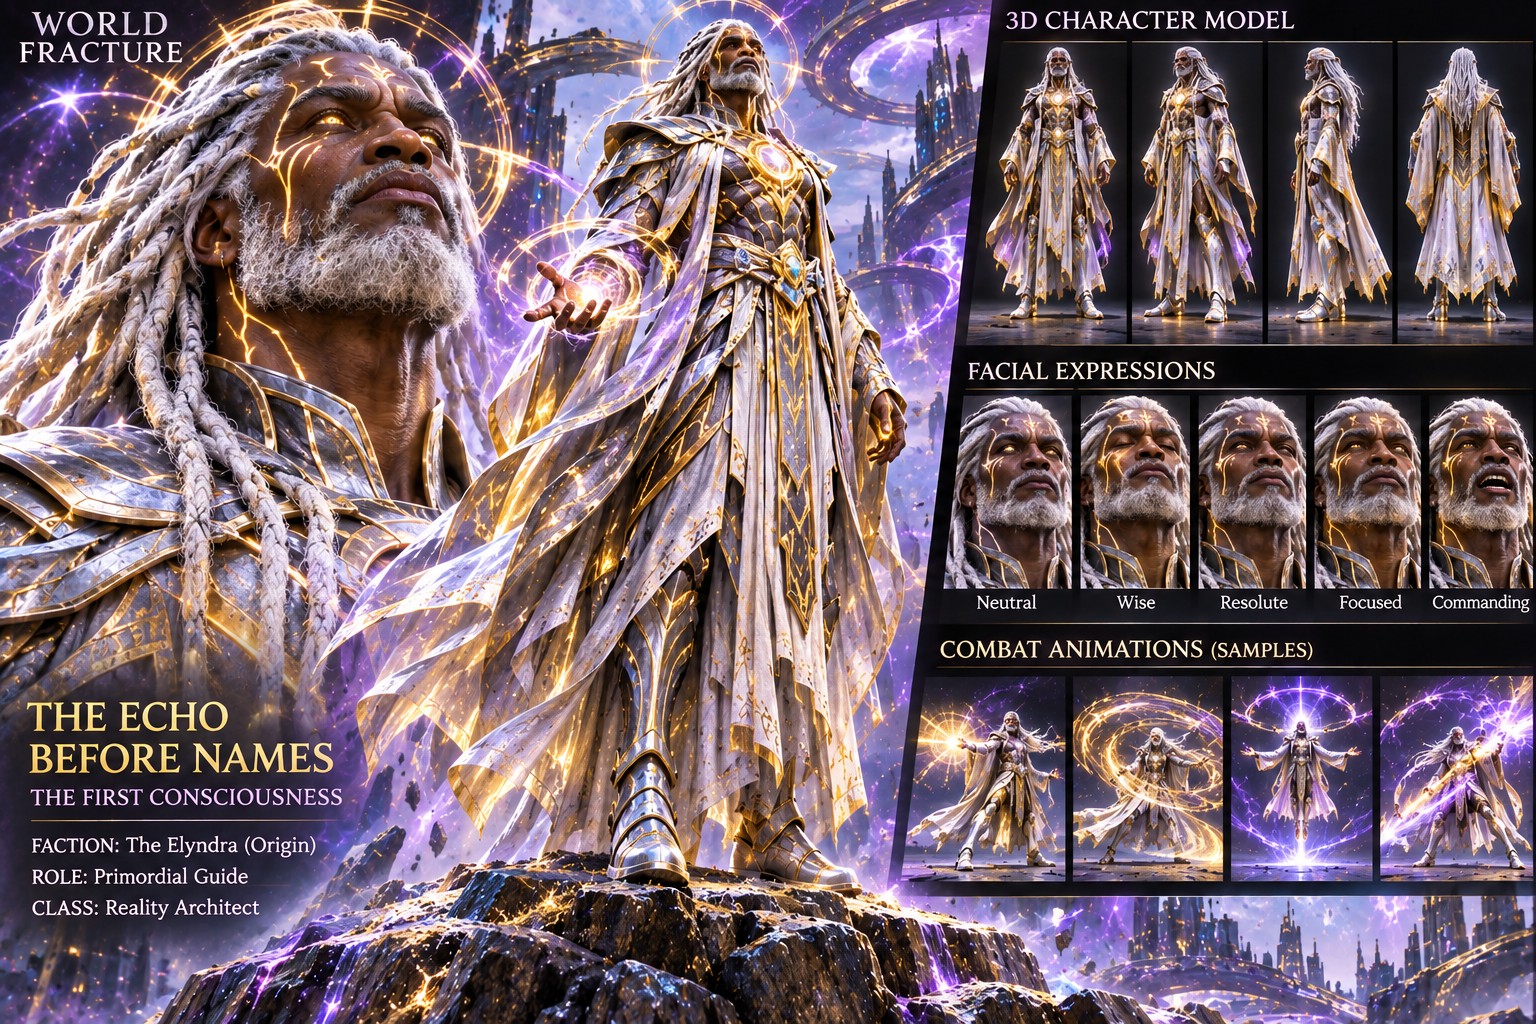 WORLD
FRACTURE
THE ECHO
BEFORE NAMES
THE FIRST CONSCIOUSNESS
FACTION: The Elyndra (Origin)
ROLE: Primordial Guide
CLASS: Reality Architect
3D CHARACTER MODEL
FACIAL EXPRESSIONS
Neutral
Wise
Resolute
Focused
Commanding
COMBAT ANIMATIONS (SAMPLES)